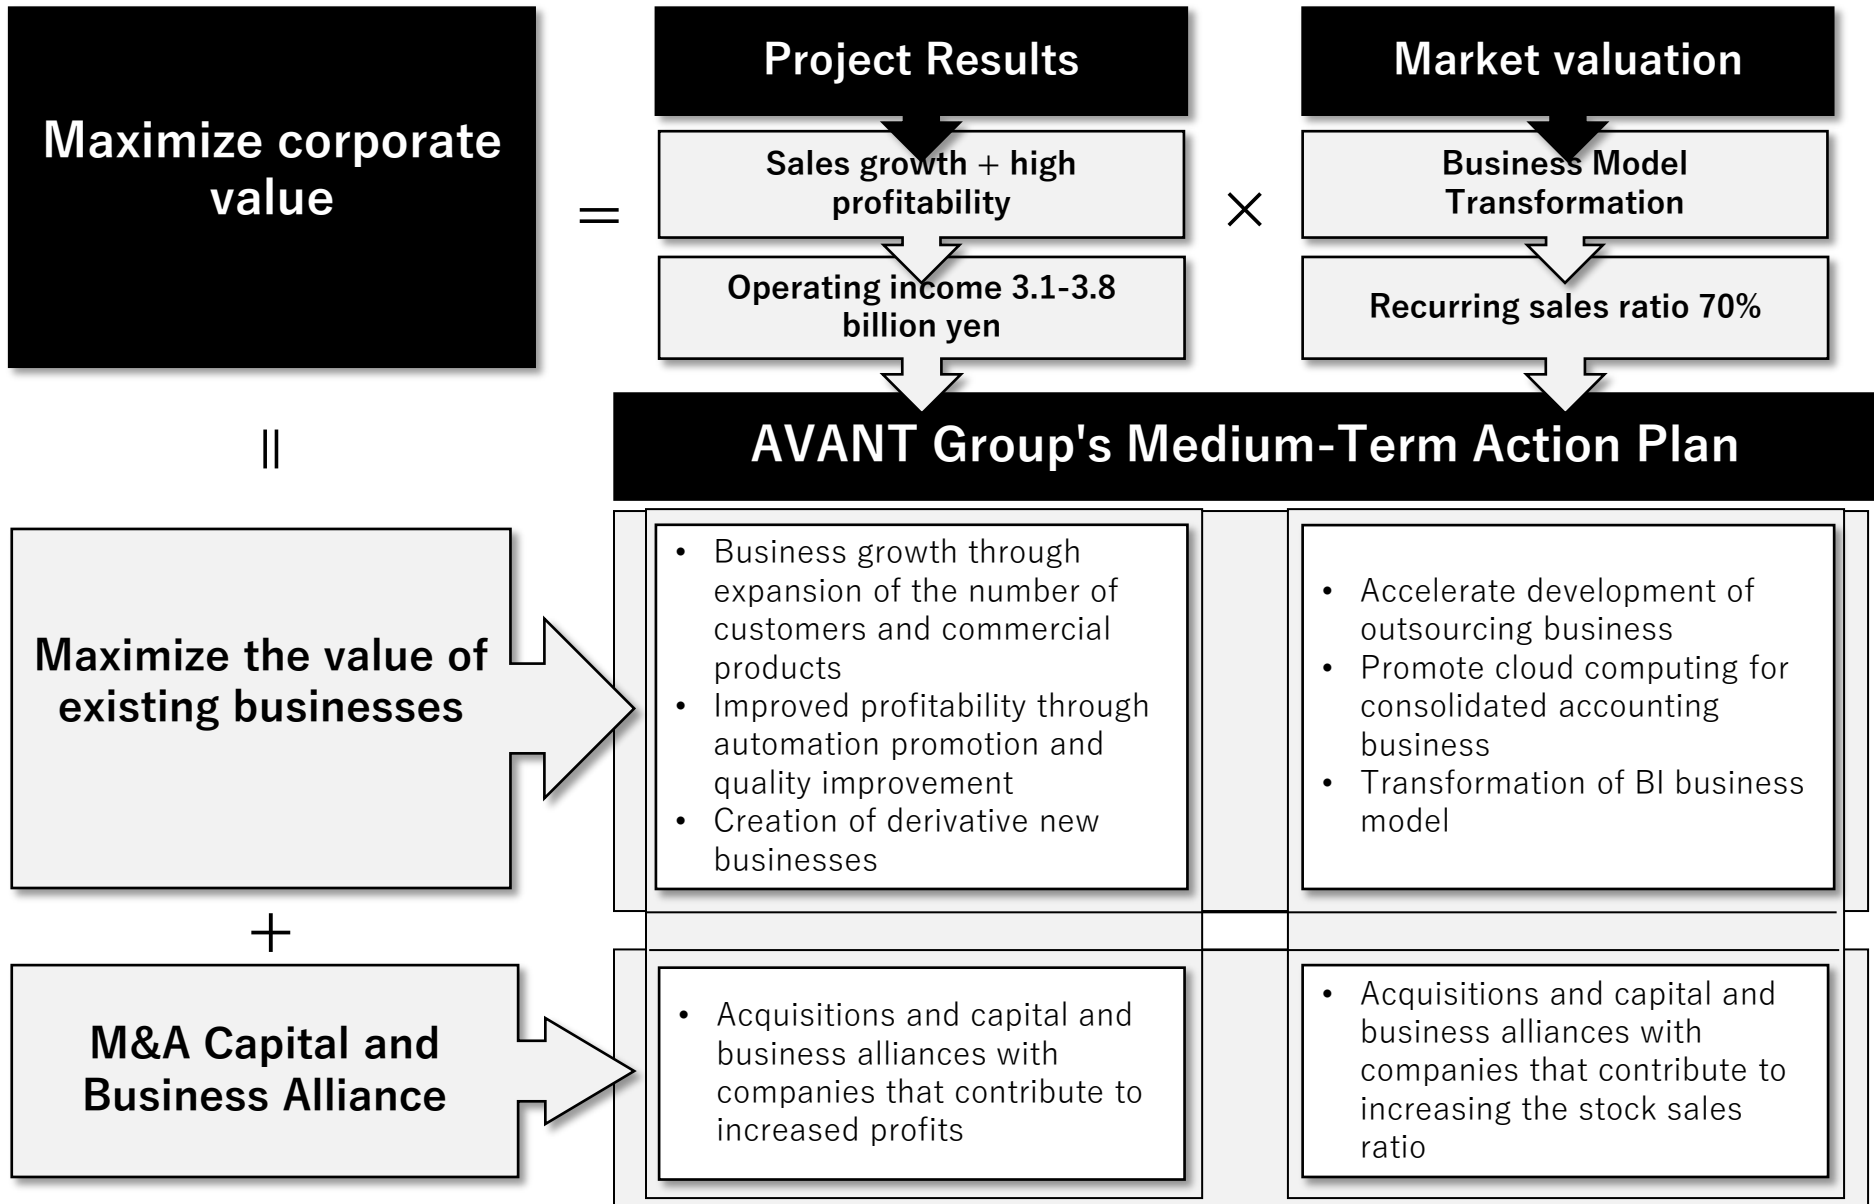 Maximize corporate
value
=
Project Results
Sales growth + high
profitability
Operating income 3.1-3.8
billion yen
×
Market valuation
Business Model
Transformation
Recurring sales ratio 70%
||
AVANT Group's Medium-Term Action Plan
Maximize the value of
existing businesses
• Business growth through
expansion of the number of
customers and commercial
products
• Improved profitability through
automation promotion and
quality improvement
• Creation of derivative new
businesses
• Accelerate development of
outsourcing business
• Promote cloud computing for
consolidated accounting
business
• Transformation of BI business
model
+
M&A Capital and
Business Alliance
• Acquisitions and capital and
business alliances with
companies that contribute to
increased profits
• Acquisitions and capital and
business alliances with
companies that contribute to
increasing the stock sales
ratio